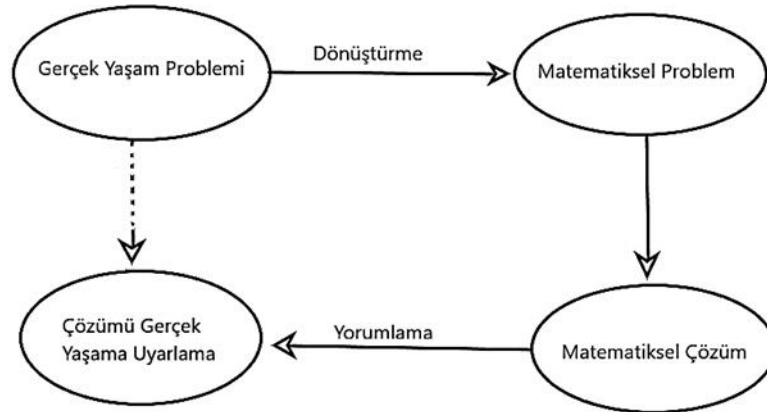 Gerçek Yaşam Problemi
Dönüştürme
Matematiksel Problem
Çözümü Gerçek
Yaşama Uyarlama
Yorumlama
Matematiksel Çözüm